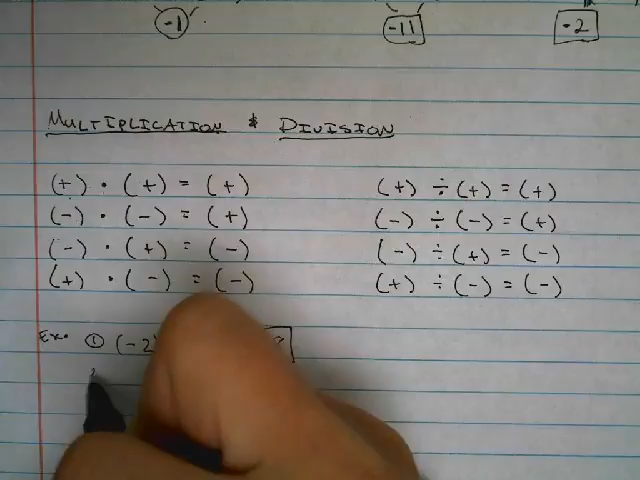 -1 -11 -2
MULTIPLICATION & DIVISION
(+) · (+) = (+) (+) ÷ (+) = (+)
(-) · (-) = (+) (-) ÷ (-) = (+)
(-) · (+) = (-) (-) ÷ (+) = (-)
(+) · (-) = (-) (+) ÷ (-) = (-)
Ex. ① (-2)